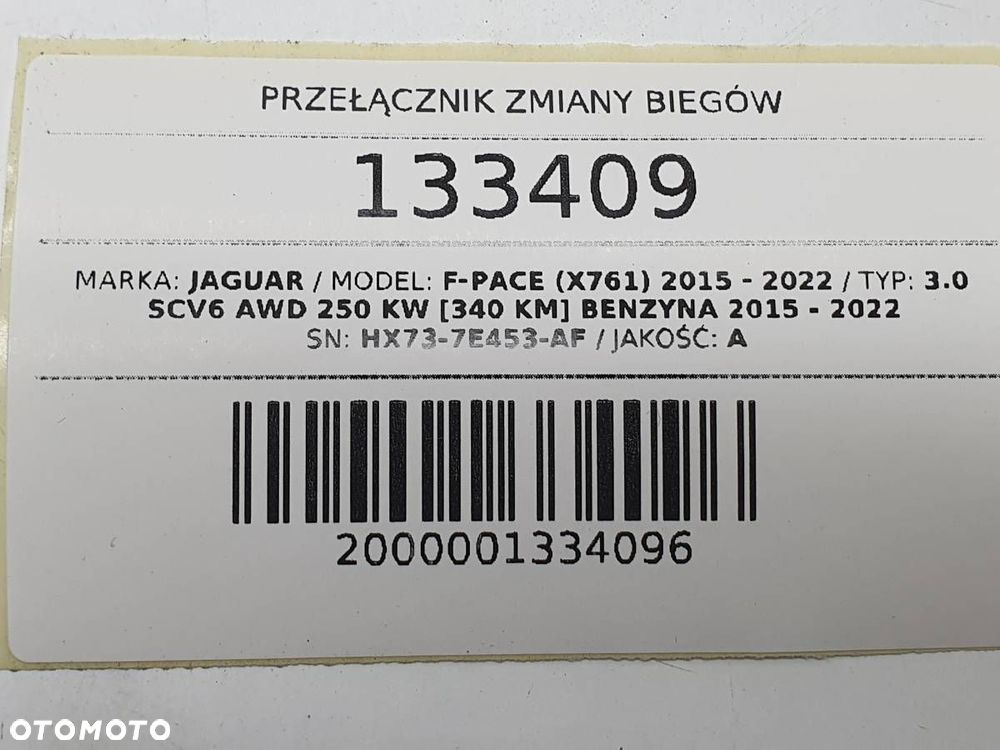 PRZEŁĄCZNIK ZMIANY BIEGÓW
133409
MARKA: JAGUAR / MODEL: F-PACE (X761) 2015 - 2022 / TYP: 3.0
SCV6 AWD 250 KW [340 KM] BENZYNA 2015 - 2022
SN: HX73-7E453-AF / JAKOŚĆ: A
2000001334096
OTOMOTO